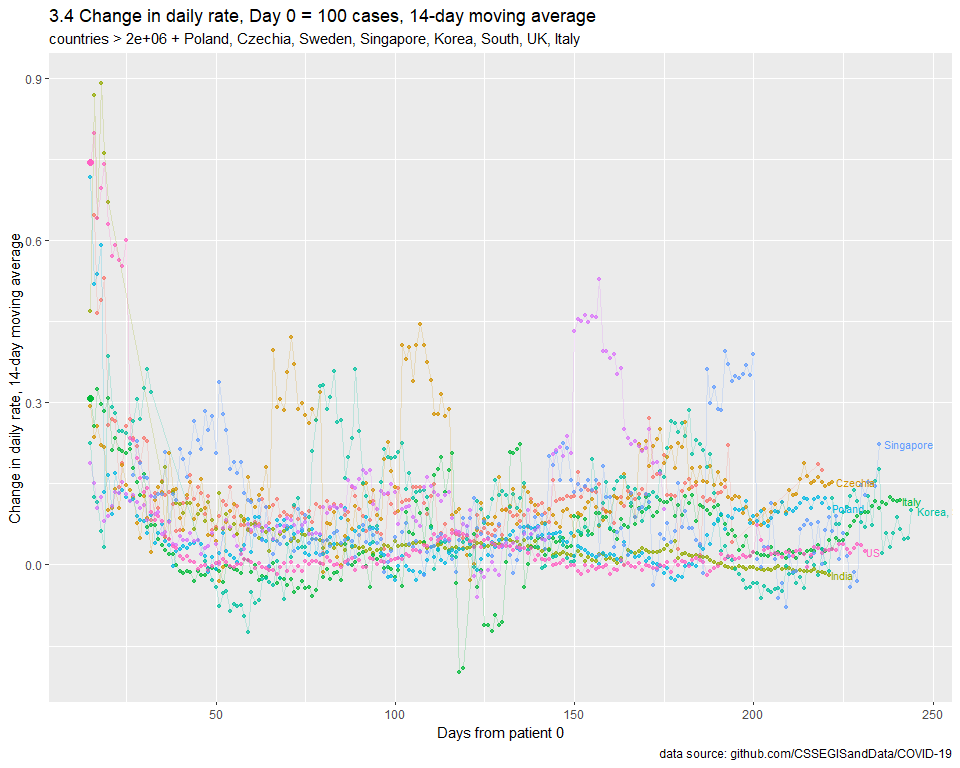 3.4 Change in daily rate, Day 0 = 100 cases, 14-day moving average
countries > 2e+06 + Poland, Czechia, Sweden, Singapore, Korea, South, UK, Italy
Change in daily rate, 14-day moving average
0.9
0.6
0.3
0.0
Singapore
Czechia
Italy
Poland
Korea,
US
India
50
100
150
200
250
Days from patient 0
data source: github.com/CSSEGISandData/COVID-19